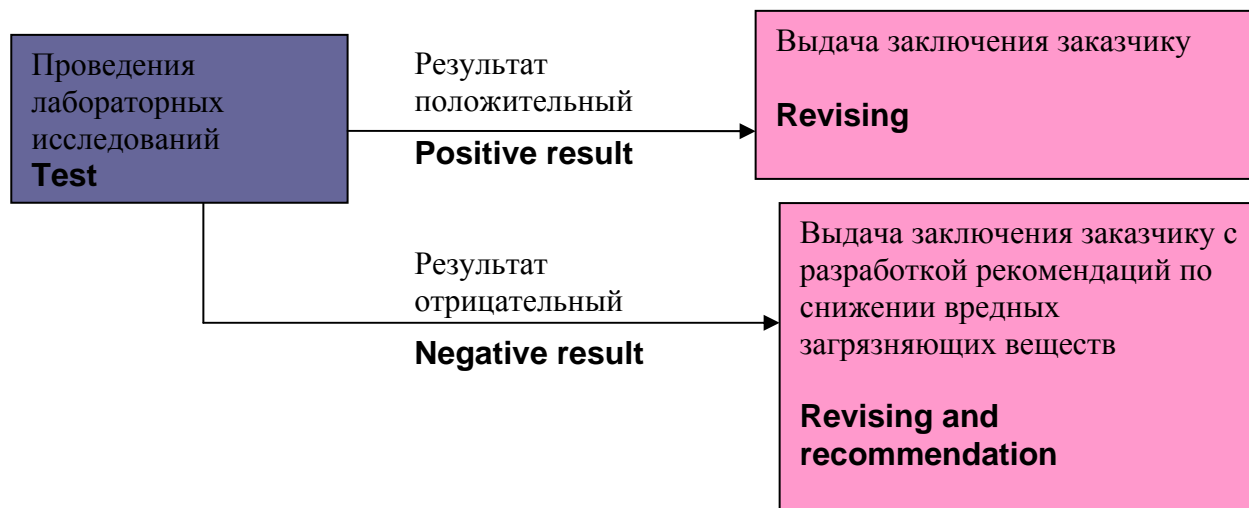 Проведения
лабораторных
исследований
Test
Результат
положительный
Positive result
Выдача заключения заказчику
Revising
Результат
отрицательный
Negative result
Выдача заключения заказчику с
разработкой рекомендаций по
снижении вредных
загрязняющих веществ
Revising and
recommendation